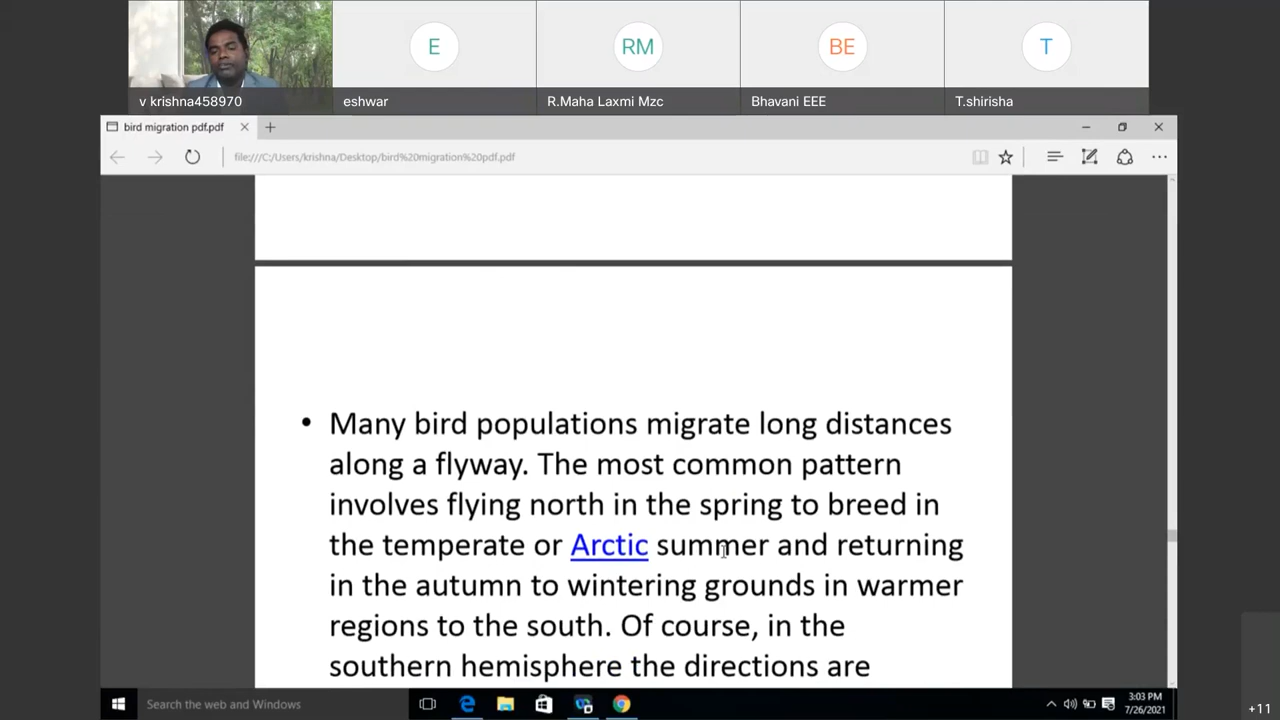 E
RM
BE
T
v krishna458970
eshwar
R.Maha Laxmi Mzc
Bhavani EEE
T.shirisha
bird migration pdf.pdf
file:///C:/Users/krishna/Desktop/bird%20migration%20pdf.pdf
• Many bird populations migrate long distances
along a flyway. The most common pattern
involves flying north in the spring to breed in
the temperate or Arctic summer and returning
in the autumn to wintering grounds in warmer
regions to the south. Of course, in the
southern hemisphere the directions are
Search the web and Windows
3:03 PM
7/26/2021
+11